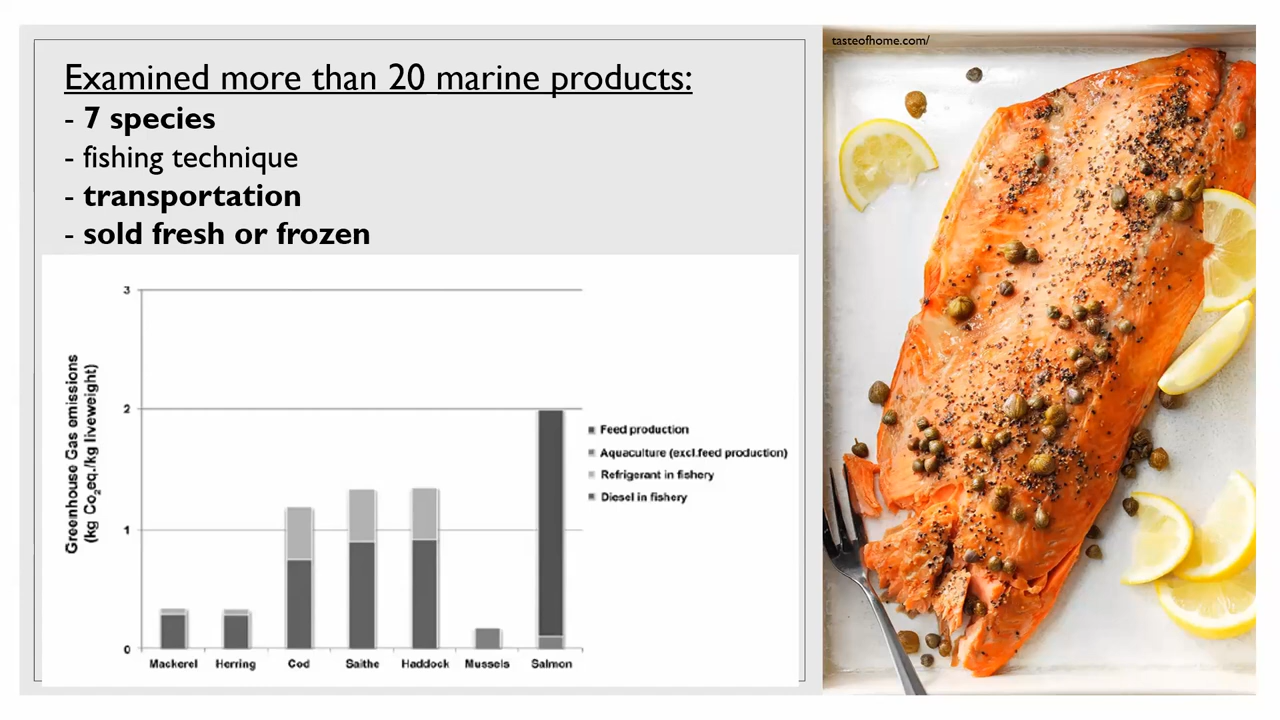 Examined more than 20 marine products:
- 7 species
- fishing technique
- transportation
- sold fresh or frozen
tasteofhome.com/
Greenhouse Gas emissions
(kg Co2eq./kg liveweight)
3
2
1
0
Mackerel Herring Cod Saithe Haddock Mussels Salmon
Feed production
Aquaculture (excl.feed production)
Refrigerant in fishery
Diesel in fishery